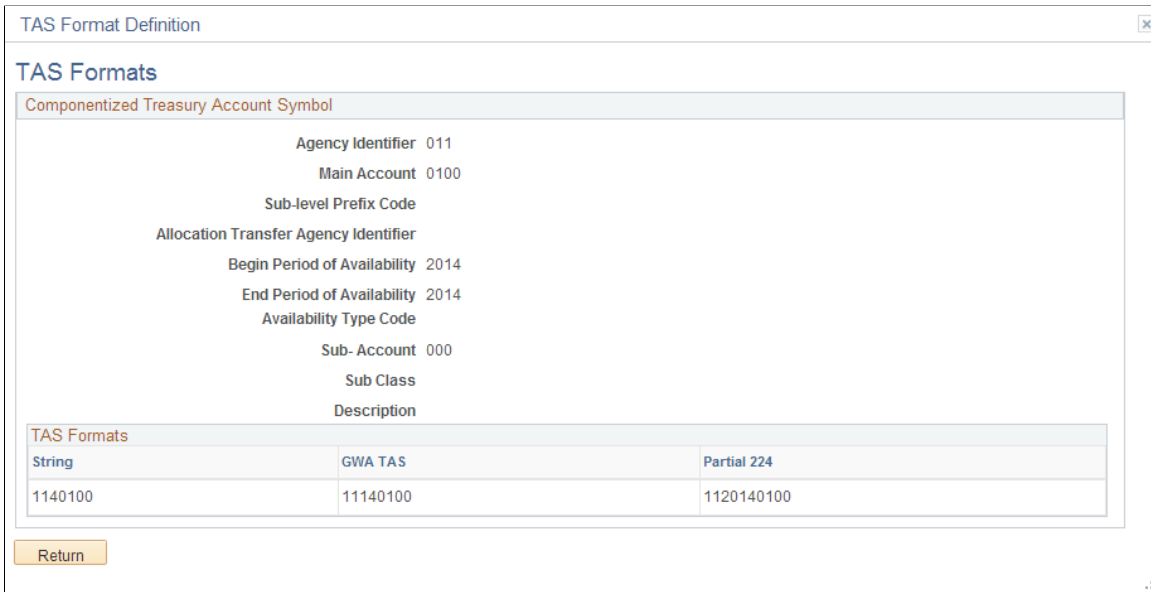 TAS Format Definition
TAS Formats
Componentized Treasury Account Symbol
Agency Identifier 011
Main Account 0100
Sub-level Prefix Code
Allocation Transfer Agency Identifier
Begin Period of Availability 2014
End Period of Availability 2014
Availability Type Code
Sub- Account 000
Sub Class
Description
TAS Formats
String GWA TAS Partial 224
1140100 11140100 1120140100
Return